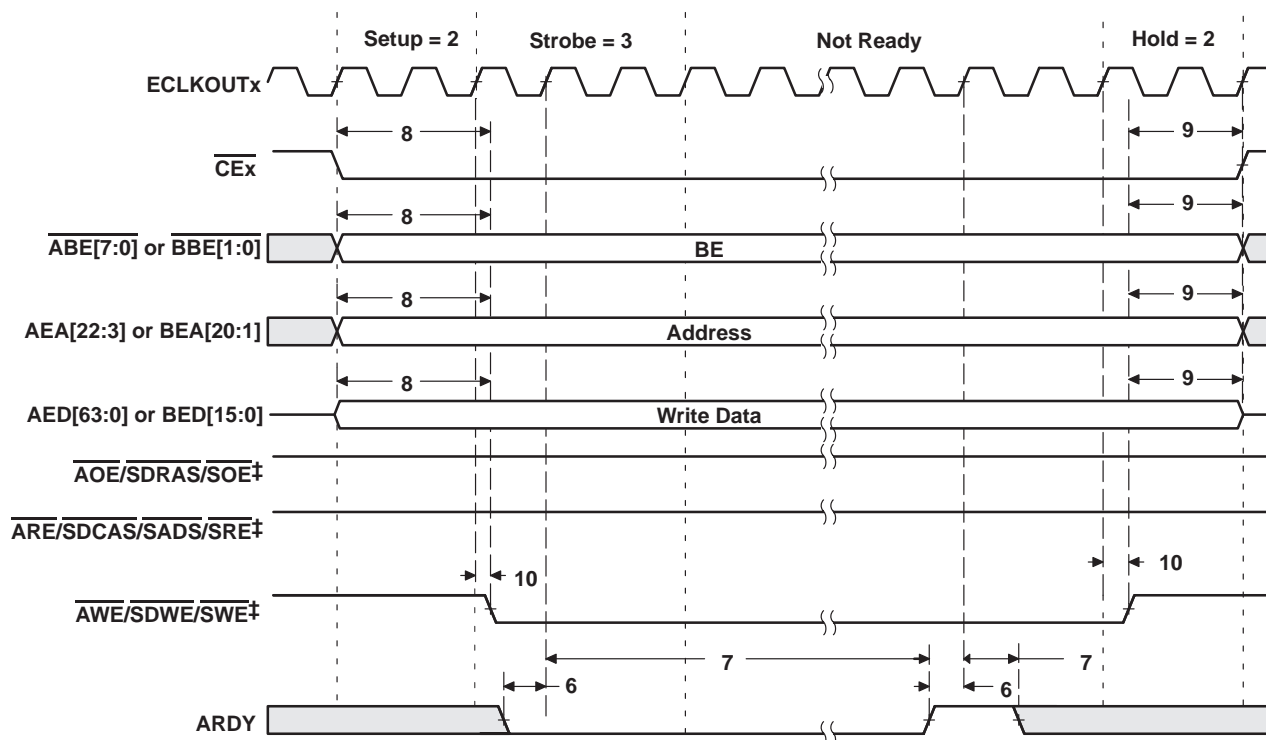 Setup = 2 Strobe = 3 Not Ready Hold = 2
ECLKOUTx
8 9
CEx
8 9
ABE[7:0] or BBE[1:0] BE
8 9
AEA[22:3] or BEA[20:1] Address
8 9
AED[63:0] or BED[15:0] Write Data
AOE/SDRAS/SOE‡
ARE/SDCAS/SADS/SRE‡
10 10
AWE/SDWE/SWE‡
7 7
6 6
ARDY